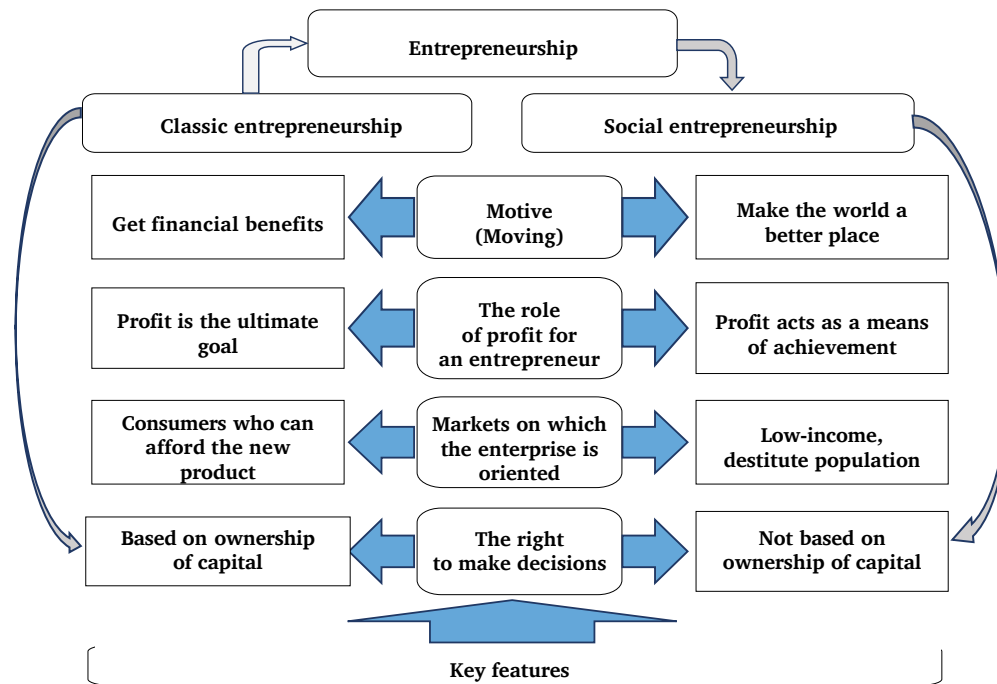 Entrepreneurship
Classic entrepreneurship
Social entrepreneurship
Get financial benefits
Motive
(Moving)
Make the world a
better place
Profit is the ultimate
goal
The role
of profit for
an entrepreneur
Profit acts as a means
of achievement
Consumers who can
afford the new
product
Markets on which
the enterprise is
oriented
Low-income,
destitute population
Based on ownership
of capital
The right
to make decisions
Not based on
ownership of capital
Key features